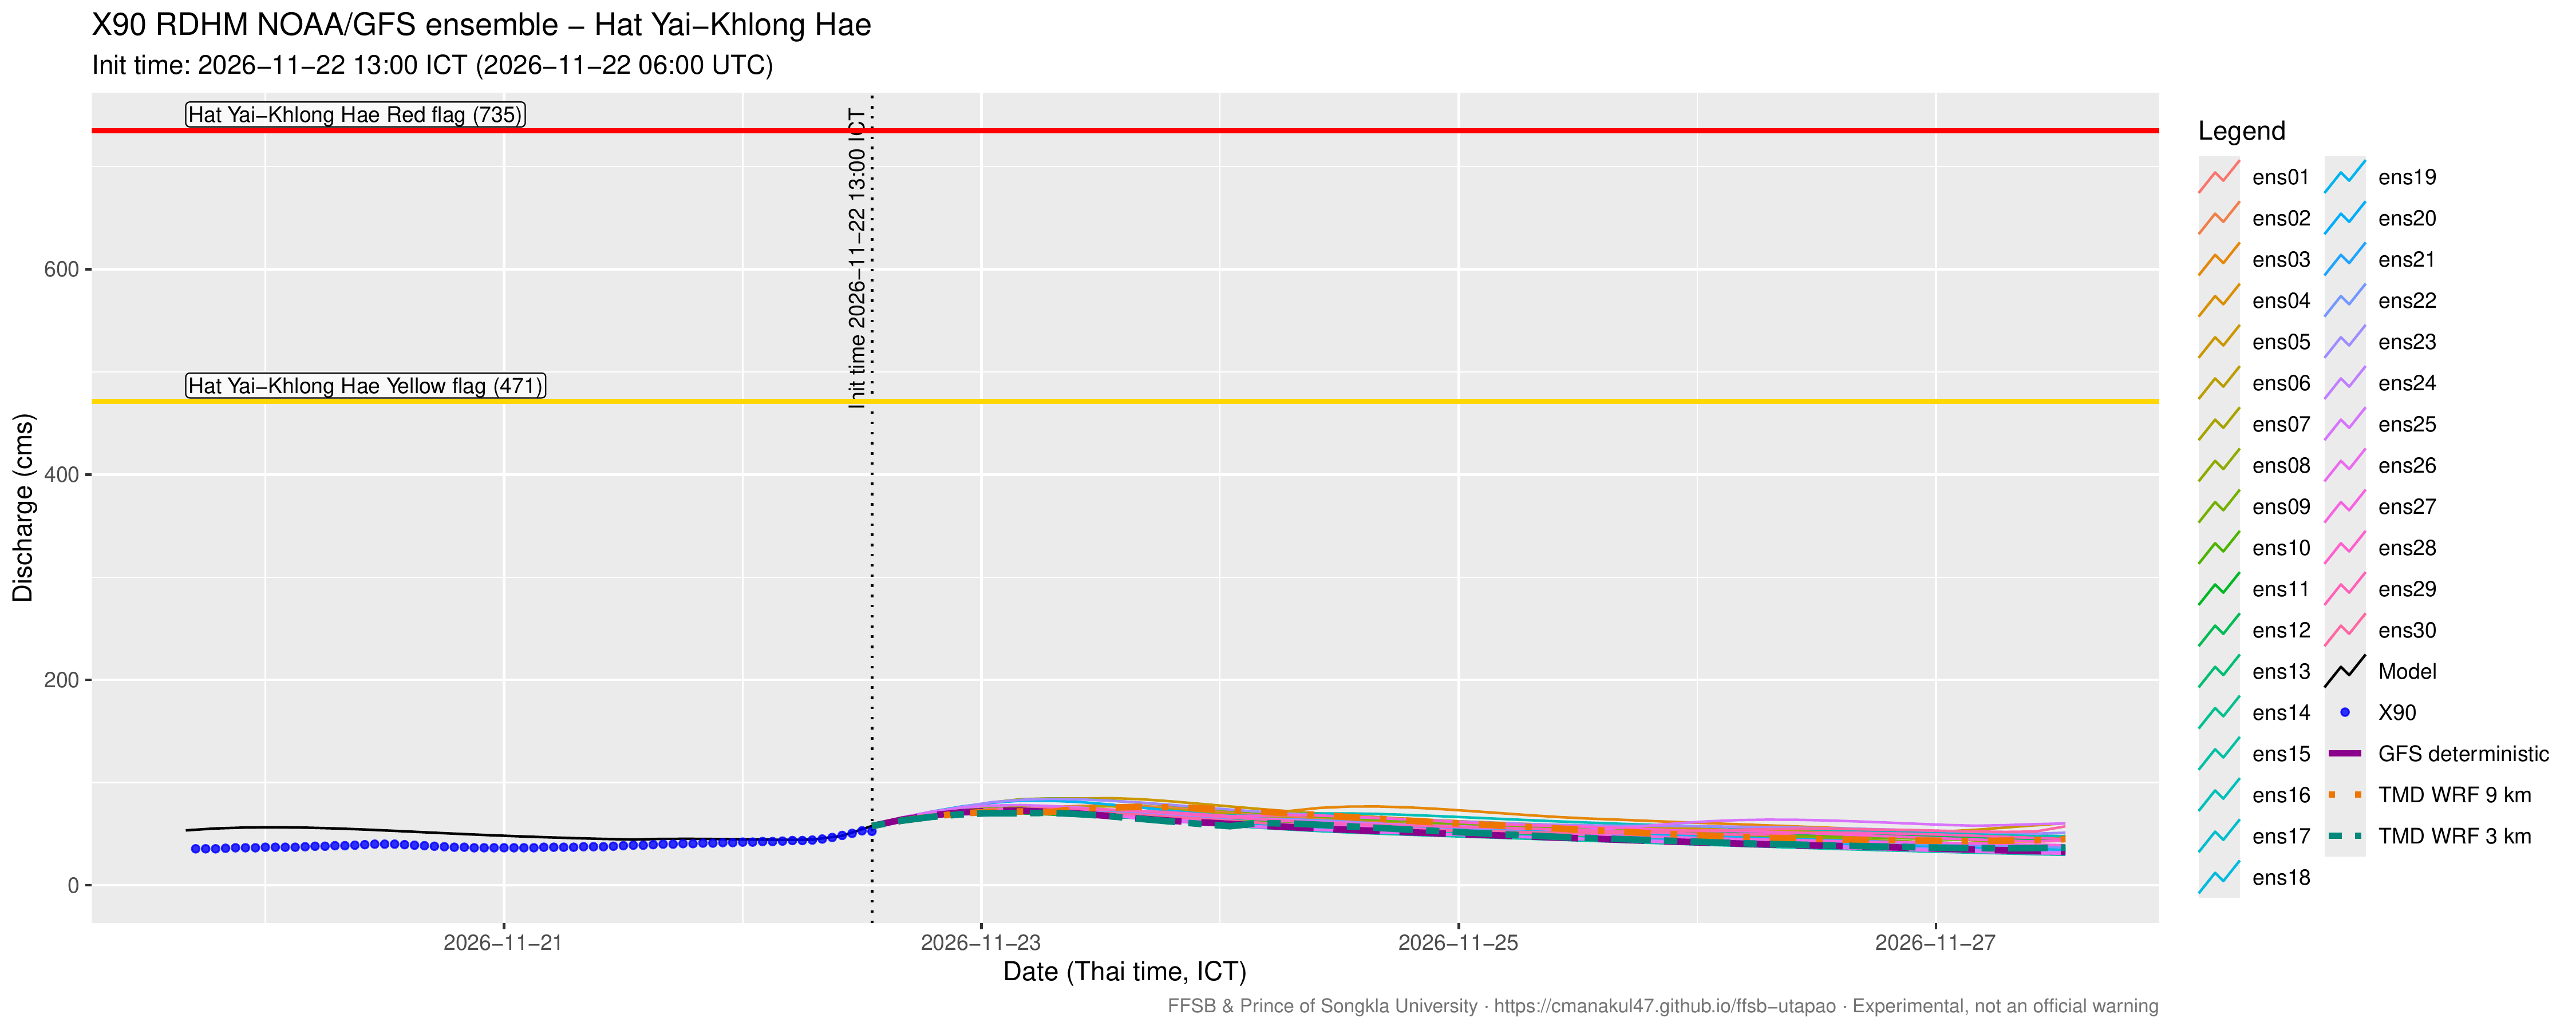 X90 RDHM NOAA/GFS ensemble – Hat Yai–Khlong Hae
Init time: 2026–11–22 13:00 ICT (2026–11–22 06:00 UTC)
Hat Yai–Khlong Hae Red flag (735)
Hat Yai–Khlong Hae Yellow flag (471)
Init time 2026–11–22 13:00 ICT
Discharge (cms)
600
400
200
0
2026–11–21
2026–11–23
2026–11–25
2026–11–27
Date (Thai time, ICT)
Legend
ens01
ens02
ens03
ens04
ens05
ens06
ens07
ens08
ens09
ens10
ens11
ens12
ens13
ens14
ens15
ens16
ens17
ens18
ens19
ens20
ens21
ens22
ens23
ens24
ens25
ens26
ens27
ens28
ens29
ens30
Model
X90
GFS deterministic
TMD WRF 9 km
TMD WRF 3 km
FFSB & Prince of Songkla University · https://cmanakul47.github.io/ffsb–utapao · Experimental, not an official warning